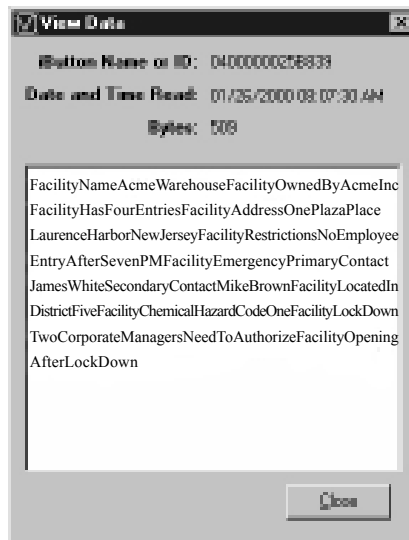 View Data
iButton Name or ID:
Date and Time Read: 01/26/2000 08:07:30 AM
Bytes: 509
FacilityNameAcmeWarehouseFacilityOwnedByAcmeInc
FacilityHasFourEntriesFacilityAddressOnePlazaPlace
LaurenceHarborNewJerseyFacilityRestrictionsNoEmployee
EntryAfterSevenPMFacilityEmergencyPrimaryContact
JamesWhiteSecondaryContactMikeBrownFacilityLocatedIn
DistrictFiveFacilityChemicalHazardCodeOneFacilityLockDown
TwoCorporateManagersNeedToAuthorizeFacilityOpening
AfterLockDown
Close